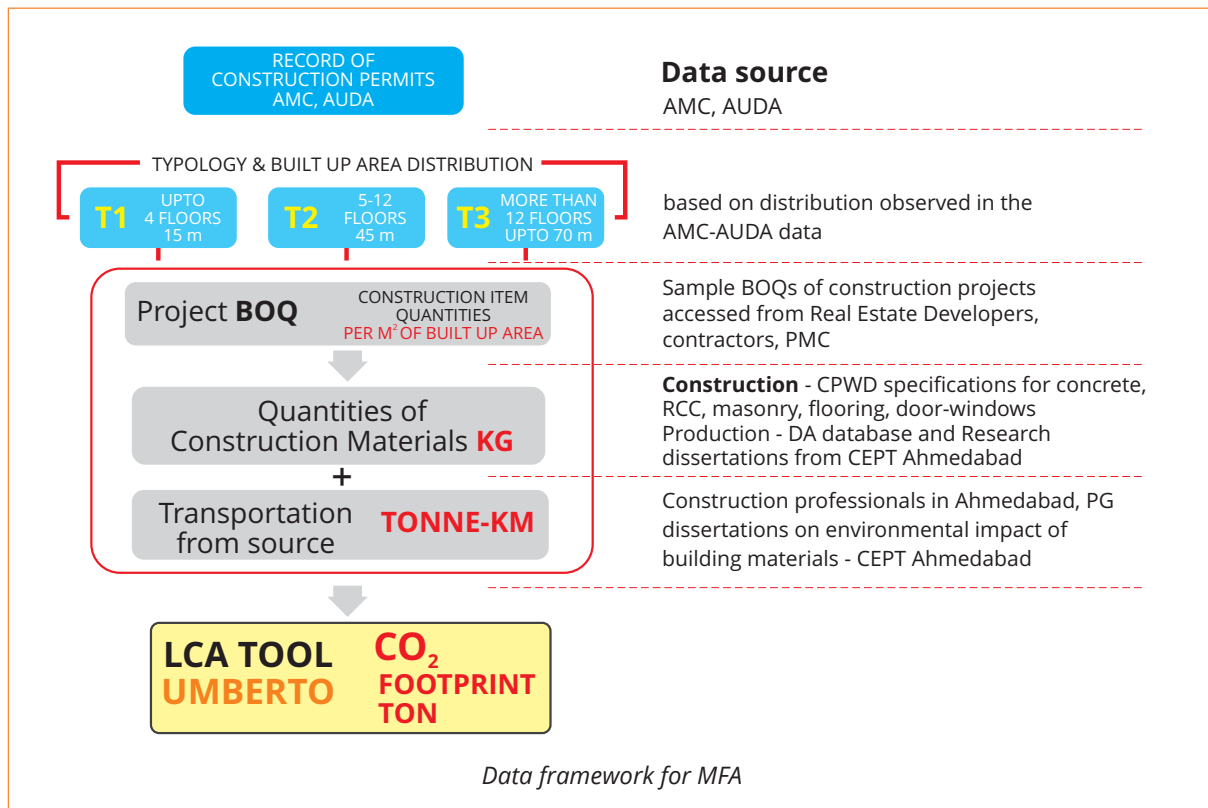 RECORD OF
CONSTRUCTION PERMITS
AMC, AUDA
Data source
AMC, AUDA
TYPOLOGY & BUILT UP AREA DISTRIBUTION
T1
UPTO
4 FLOORS
15 m
T2
5-12
FLOORS
45 m
T3
MORE THAN
12 FLOORS
UPTO 70 m
based on distribution observed in the
AMC-AUDA data
Project BOQ
CONSTRUCTION ITEM
QUANTITIES
PER M² OF BUILT UP AREA
Sample BOQs of construction projects
accessed from Real Estate Developers,
contractors, PMC
Quantities of
Construction Materials KG
Construction - CPWD specifications for concrete,
RCC, masonry, flooring, door-windows
Production - DA database and Research
dissertations from CEPT Ahmedabad
+
Transportation
from source
TONNE-KM
Construction professionals in Ahmedabad, PG
dissertations on environmental impact of
building materials - CEPT Ahmedabad
LCA TOOL
UMBERTO
CO₂
FOOTPRINT
TON
Data framework for MFA